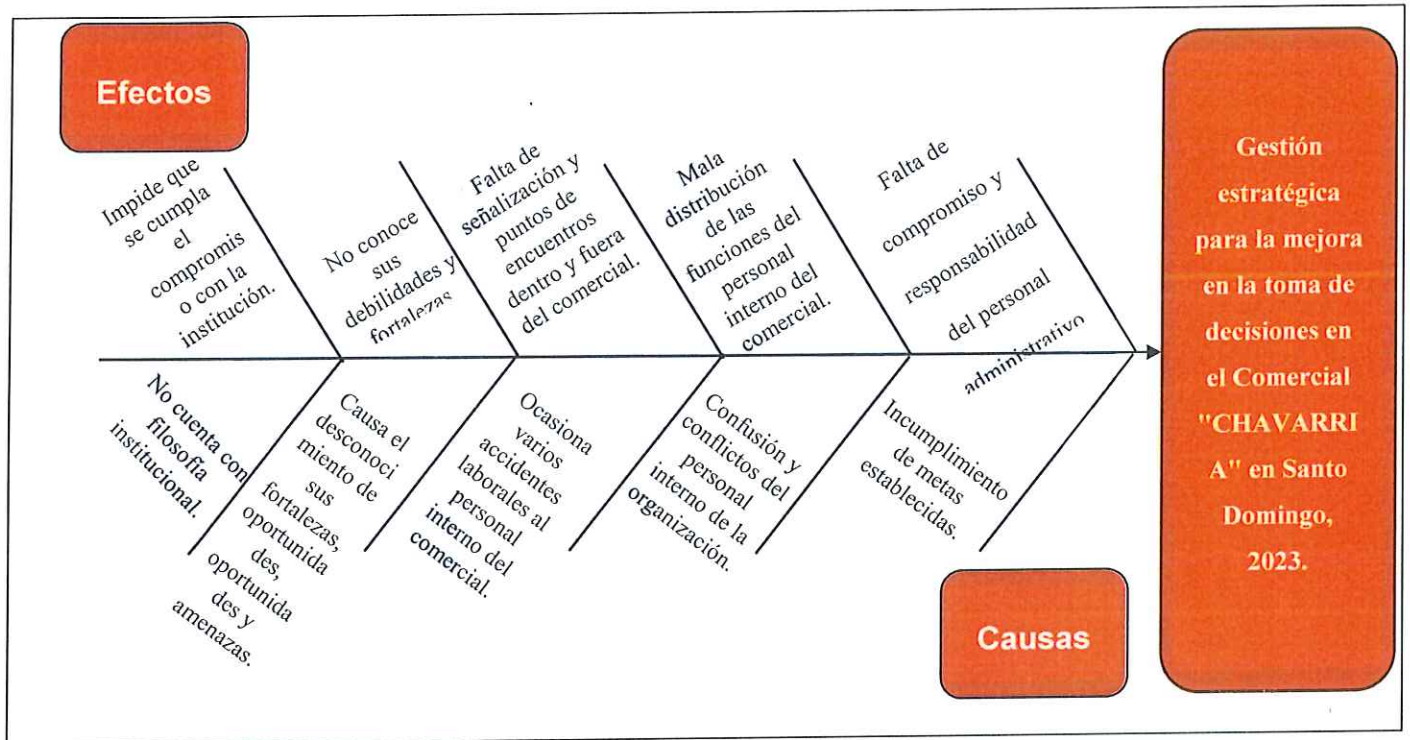 Efectos
Impide que
se cumpla
el
compromis
o con la
institución.
No conoce
sus
debilidades y
fortalezas
Falta de
señalización y
puntos de
encuentros
dentro y fuera
del comercial.
Mala
distribución
de las
funciones del
personal
interno del
comercial.
Falta de
compromiso y
responsabilidad
del personal
administrativo
No cuenta con
filosofía
institucional.
Causa el
desconoci
miento de
sus
fortalezas,
oportunida
des,
oportunida
des y
amenazas.
Ocasiona
varios
accidentes
laborales al
personal
interno del
comercial.
Confusión y
conflictos del
personal
interno de la
organización.
Incumplimiento
de metas
establecidas.
Causas
Gestión
estratégica
para la mejora
en la toma de
decisiones en
el Comercial
"CHAVARRI
A" en Santo
Domingo,
2023.